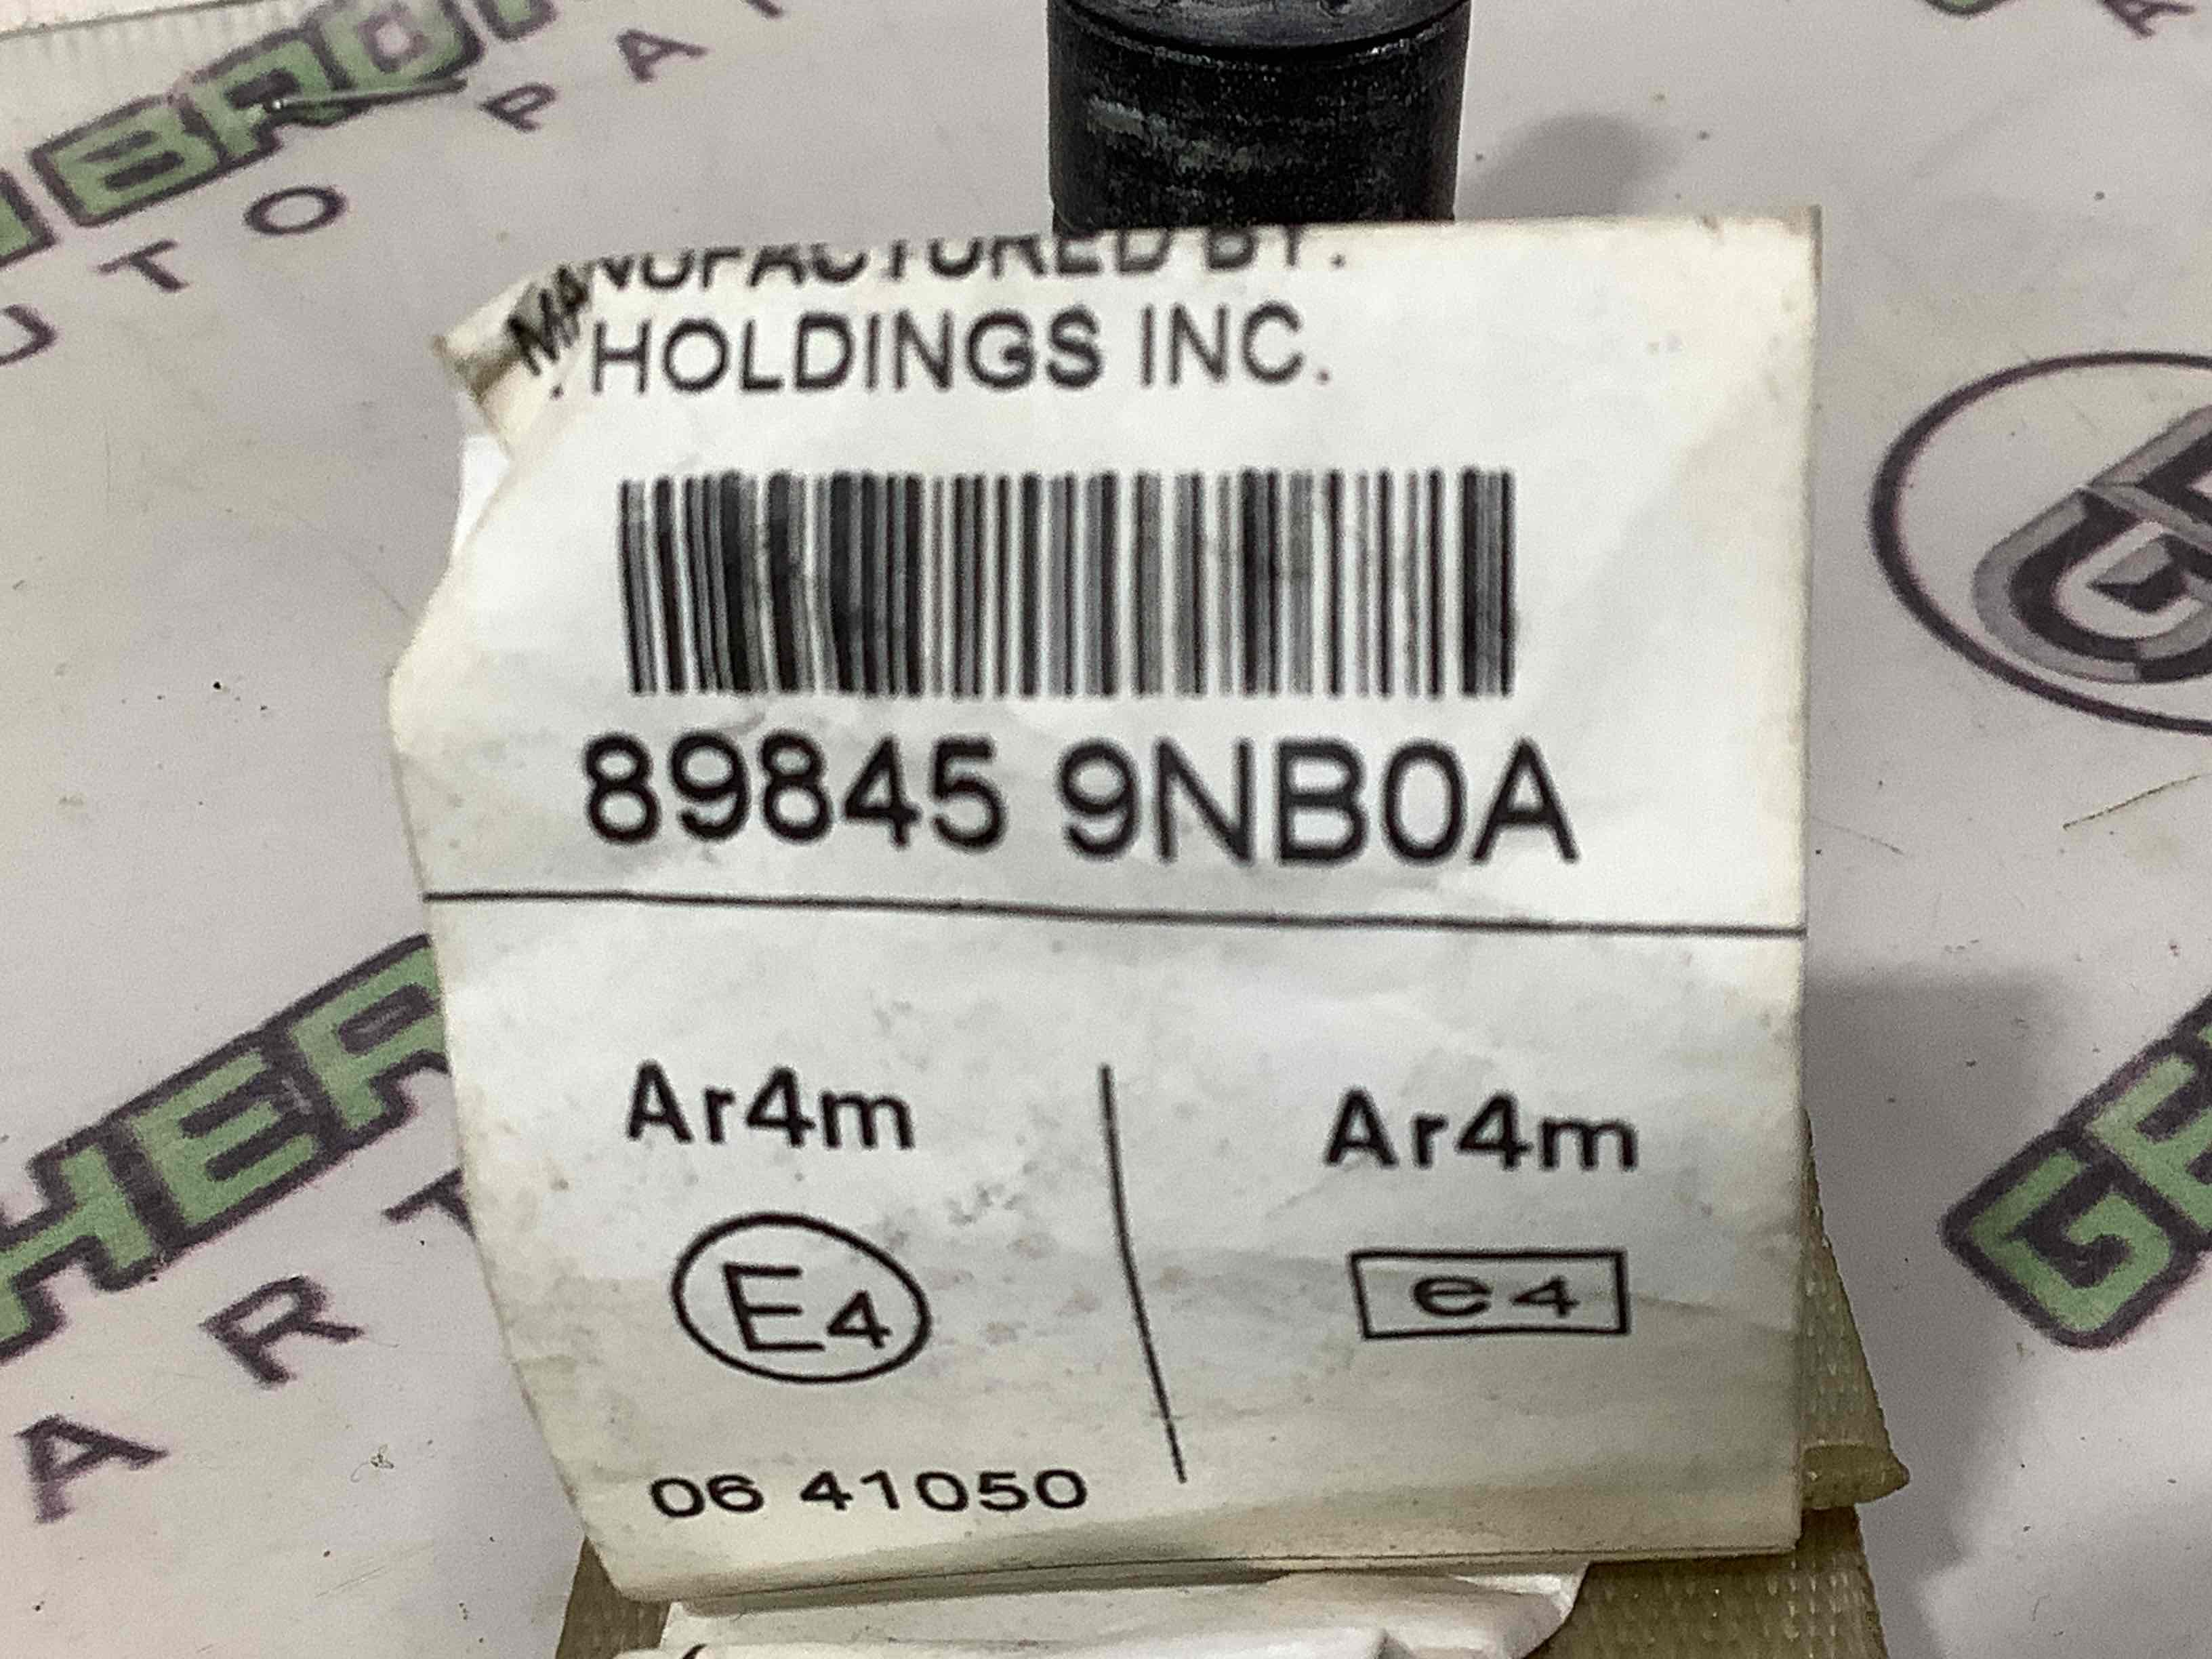 MANUFACTURED BY:
. HOLDINGS INC.
89845 9NB0A
Ar4m
Ar4m
E4
e4
06 41050